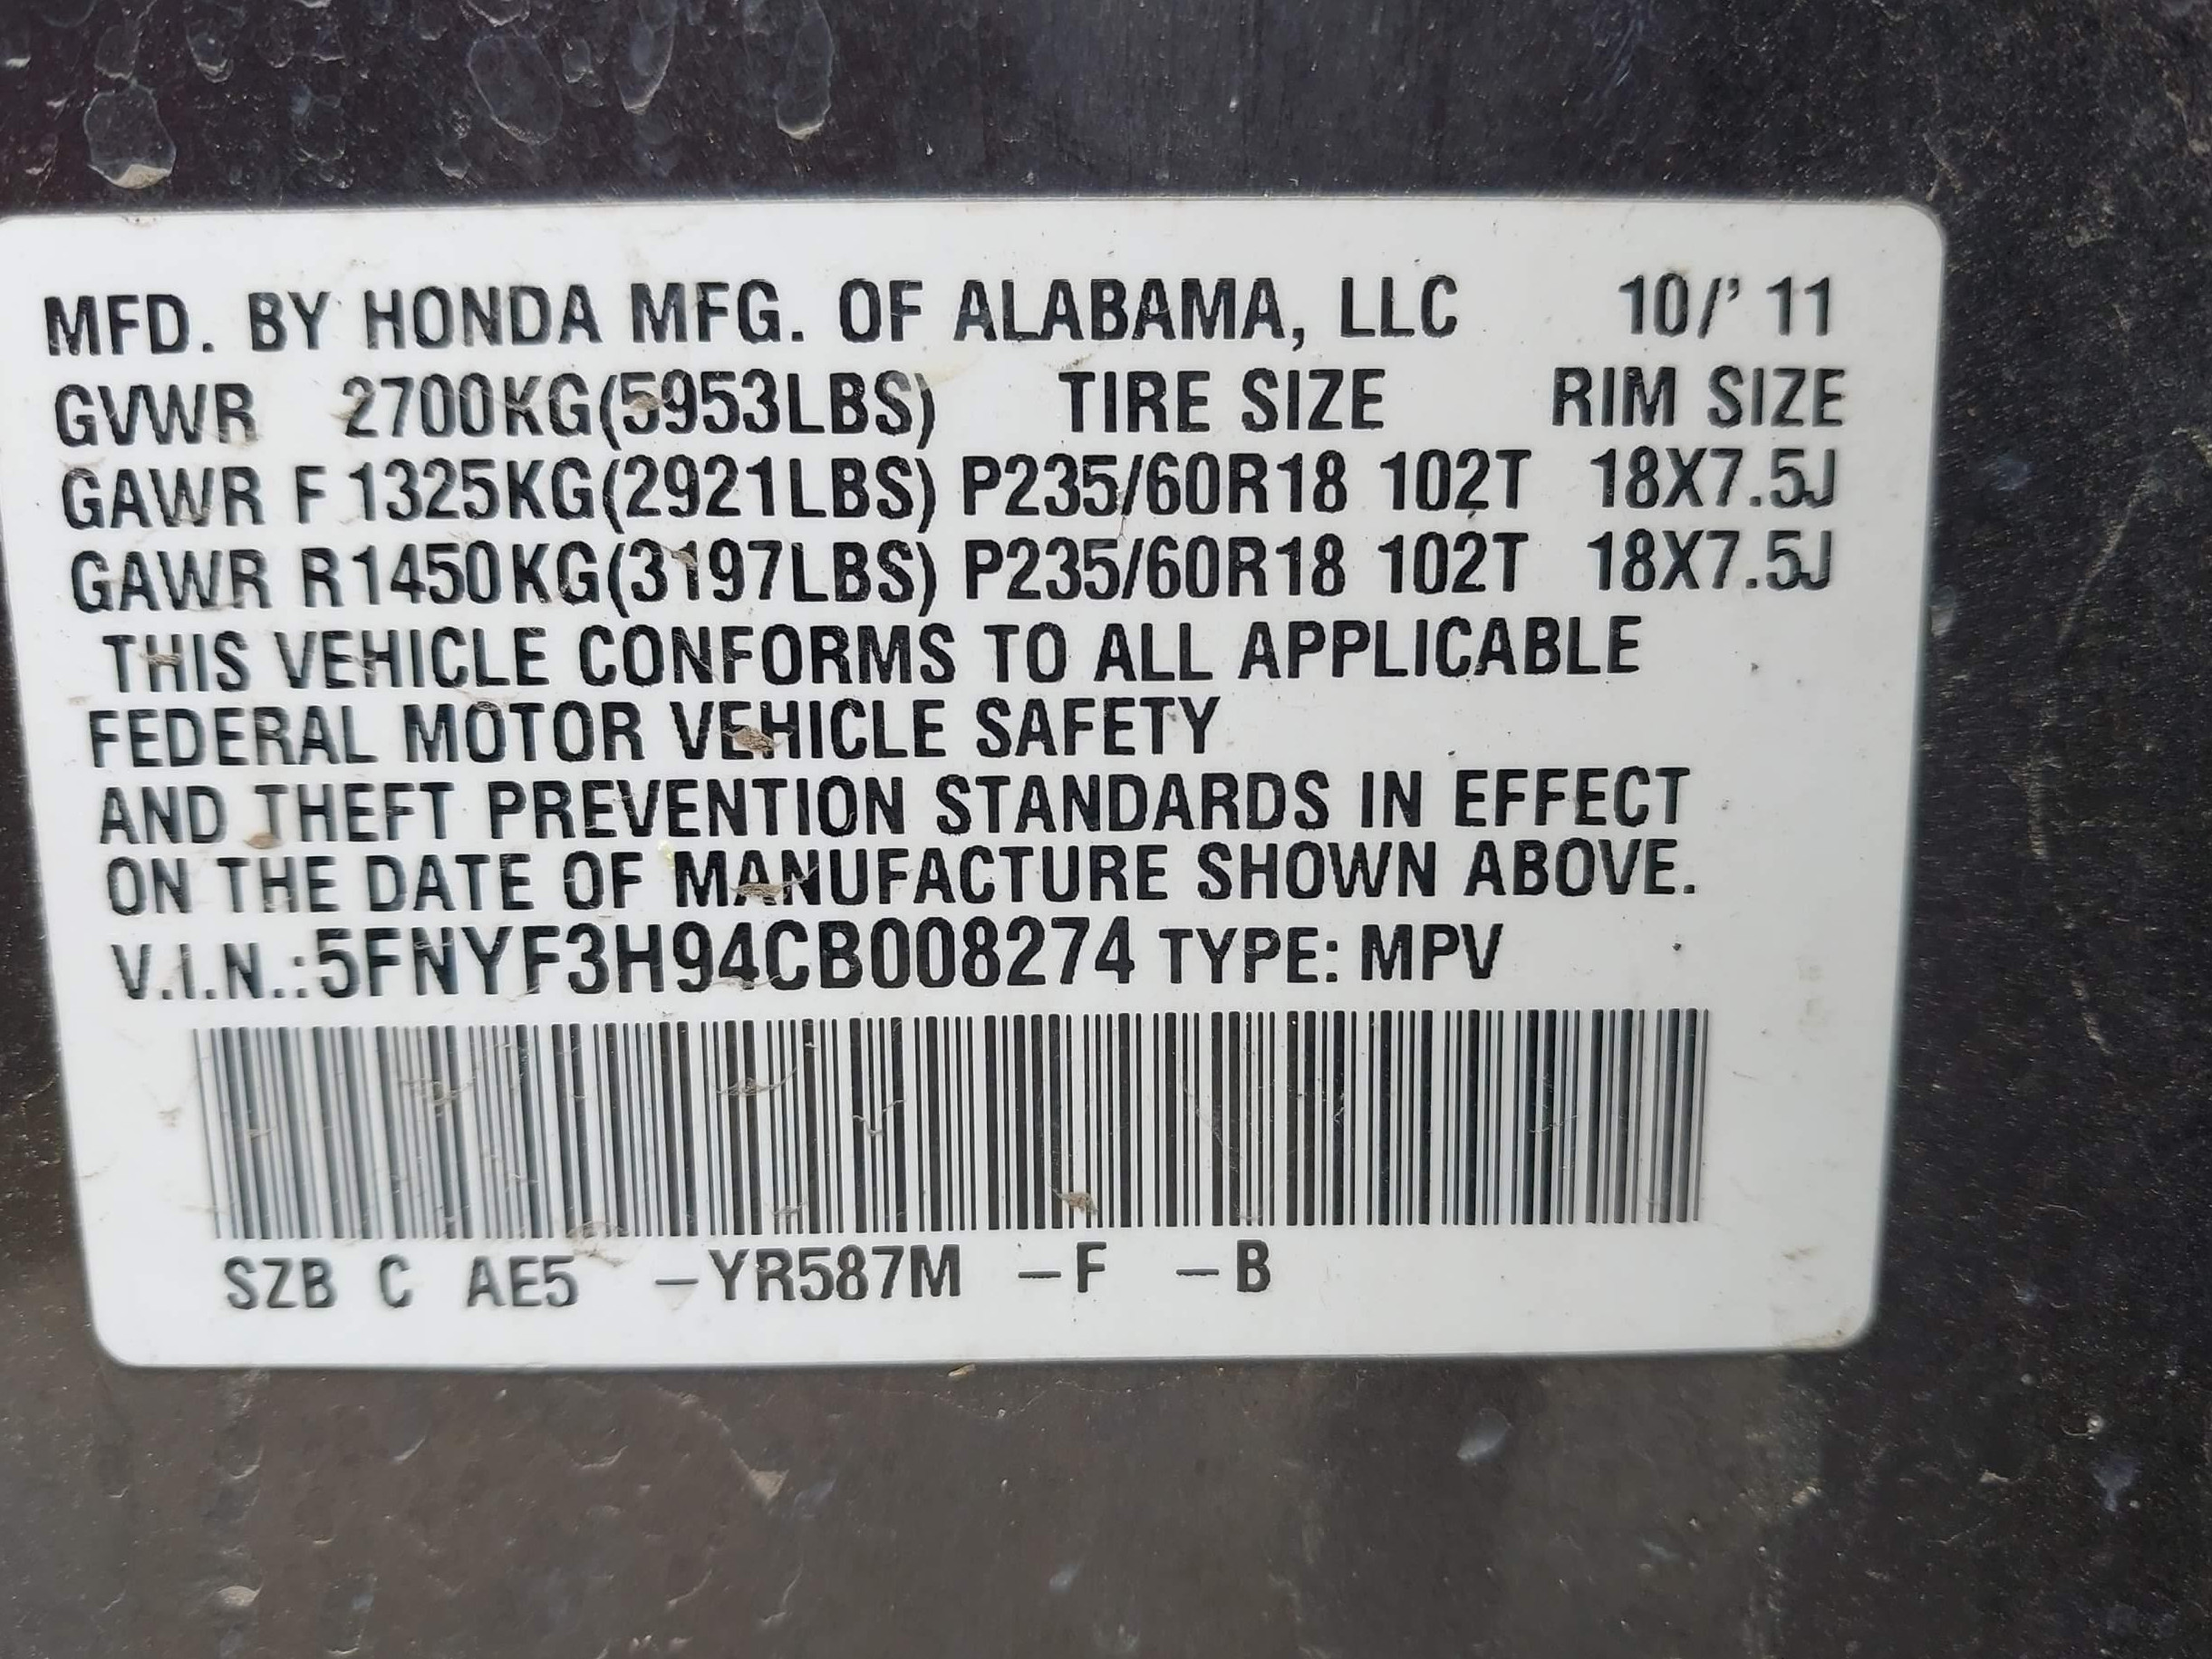 MFD. BY HONDA MFG. OF ALABAMA, LLC 10/' 11
GVWR 2700KG(5953LBS) TIRE SIZE RIM SIZE
GAWR F 1325KG(2921LBS) P235/60R18 102T 18X7.5J
GAWR R1450KG(3197LBS) P235/60R18 102T 18X7.5J
THIS VEHICLE CONFORMS TO ALL APPLICABLE
FEDERAL MOTOR VEHICLE SAFETY
AND THEFT PREVENTION STANDARDS IN EFFECT
ON THE DATE OF MANUFACTURE SHOWN ABOVE.
V.I.N.:5FNYF3H94CB008274 TYPE: MPV
SZB C AE5 –YR587M –F –B